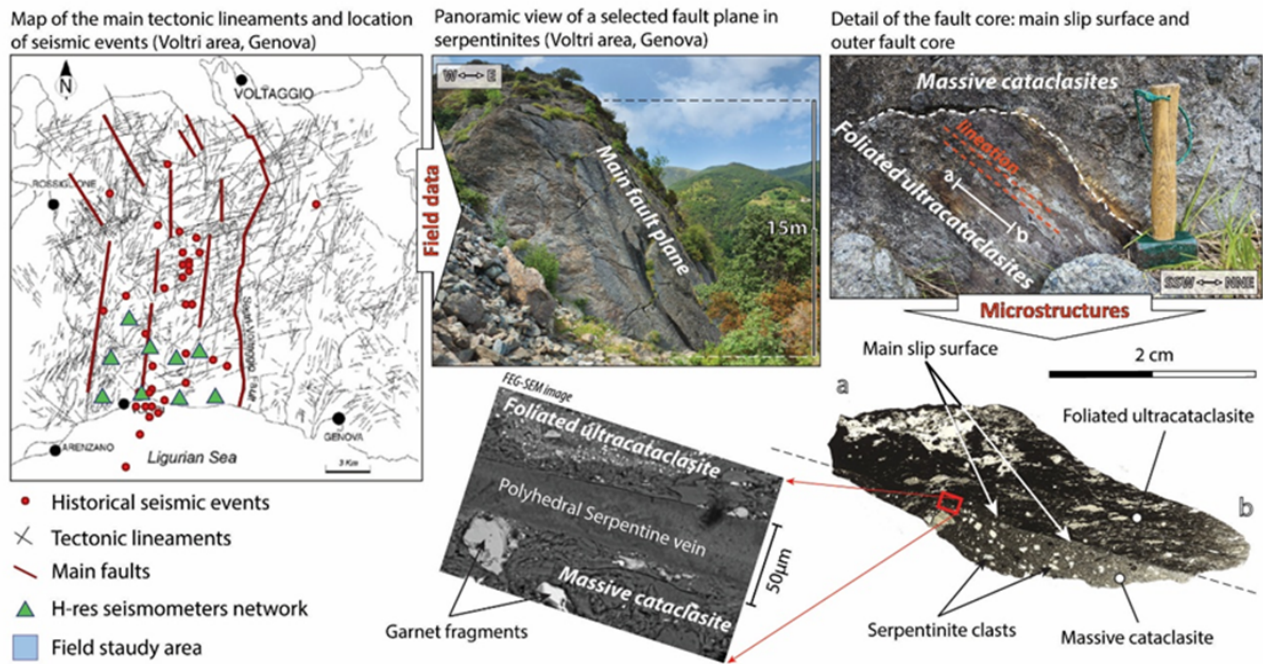 Map of the main tectonic lineaments and location
of seismic events (Voltri area, Genova)
N
VOLTAGGIO
ROSSIGLIONE
Sestri-Voltaggio Fault
ARENZANO
GENOVA
Ligurian Sea
3 Km
Historical seismic events
Tectonic lineaments
Main faults
H-res seismometers network
Field staudy area
Field data
Panoramic view of a selected fault plane in
serpentinites (Voltri area, Genova)
W E
Main fault plane
15m
Detail of the fault core: main slip surface and
outer fault core
Massive cataclasites
lineation
Foliated ultracataclasites
a
b
SSW NNE
Microstructures
2 cm
FEG-SEM image
Foliated ultracataclasite
Polyhedral Serpentine vein
Massive cataclasite
50µm
Garnet fragments
Main slip surface
a
Foliated ultracataclasite
b
Serpentinite clasts
Massive cataclasite